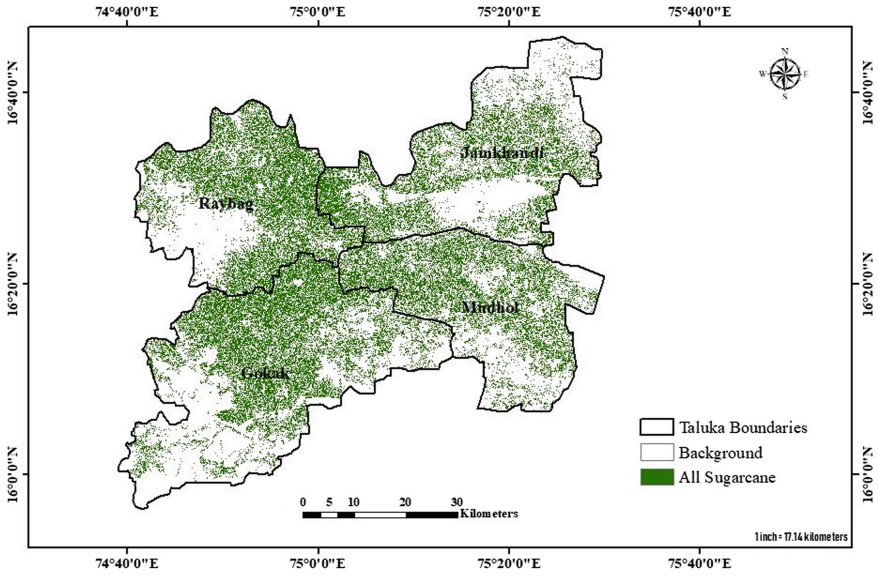 74°40'0"E 75°0'0"E 75°20'0"E 75°40'0"E
16°40'0"N 16°40'0"N
N
W E
S
Jamkhandi
Raybag
16°20'0"N 16°20'0"N
Mudhol
Gokak
Taluka Boundaries
Background
All Sugarcane
16°0'0"N 16°0'0"N
0 5 10 20 30
Kilometers
1 inch = 17.14 kilometers
74°40'0"E 75°0'0"E 75°20'0"E 75°40'0"E